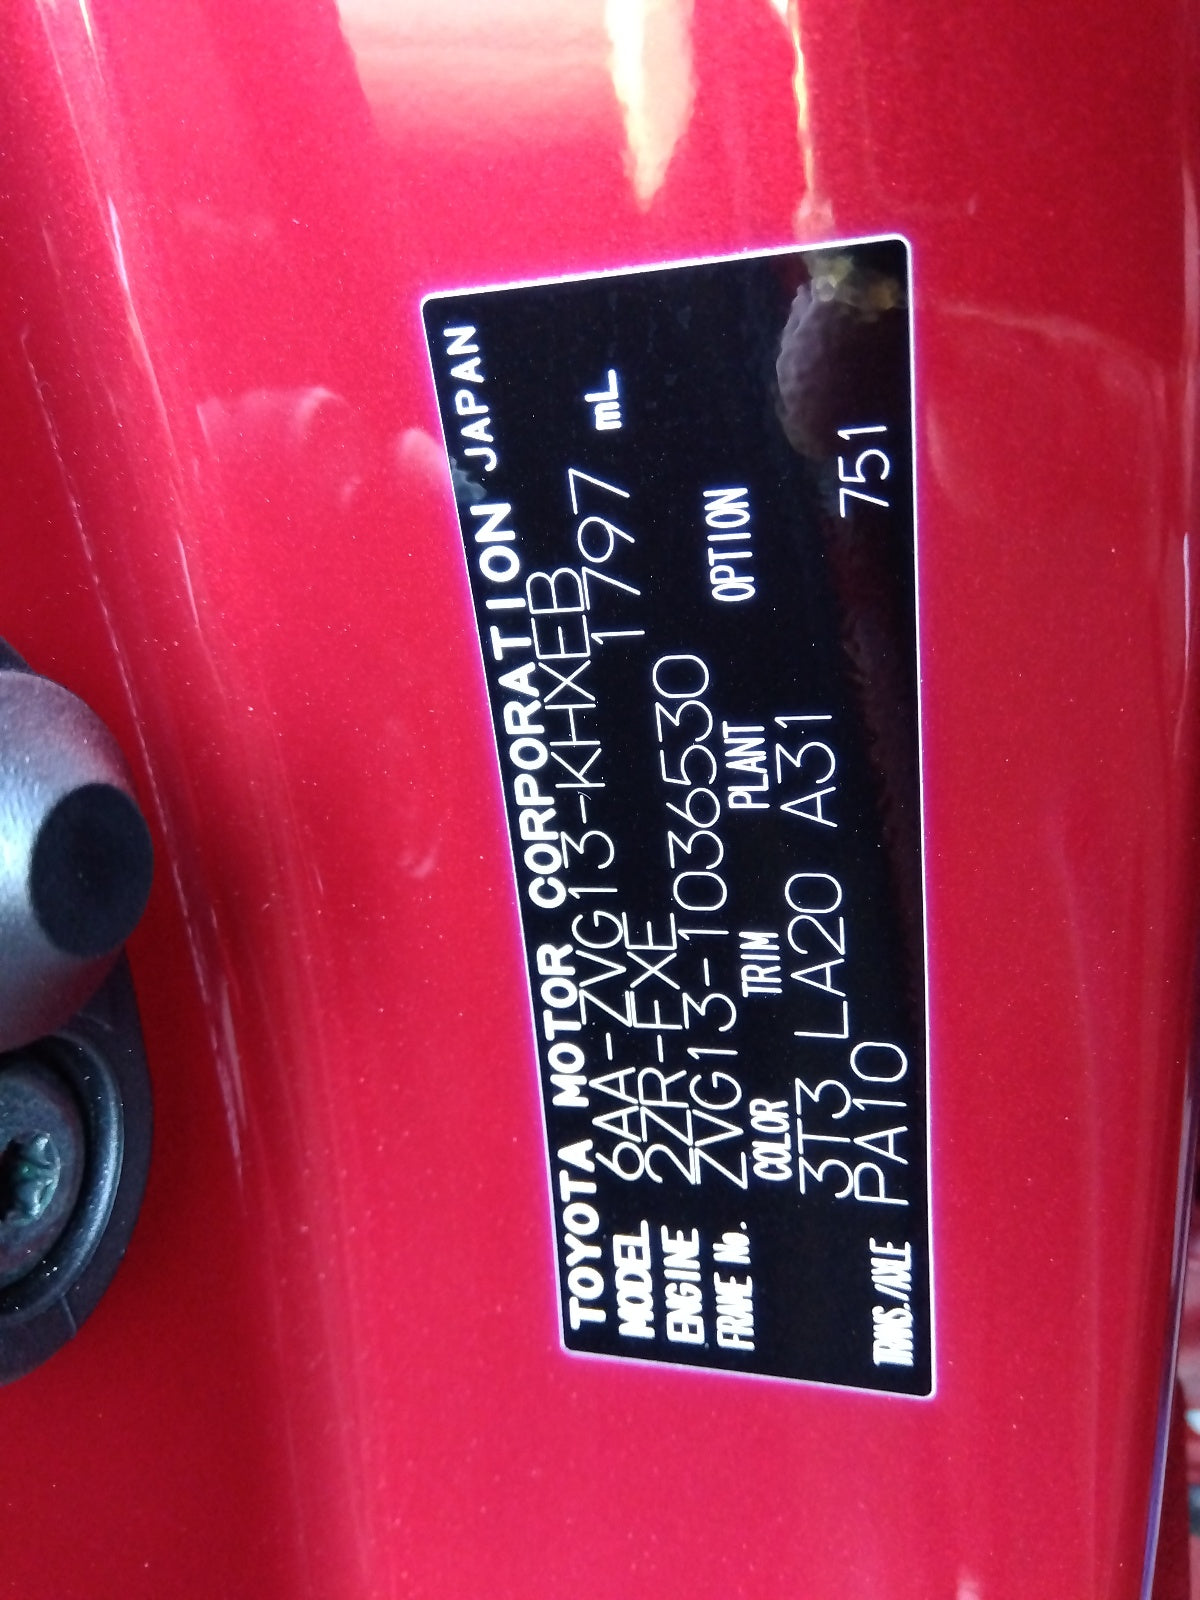 TOYOTA MOTOR CORPORATION JAPAN
MODEL 6AA-ZVG13-KHXEB
ENGINE 2ZR-FXE 1797 mL
FRAME No. ZVG13-1036530
COLOR TRIM PLANT OPTION
3T3 LA20 A31
TRANS./AXLE PA10 751